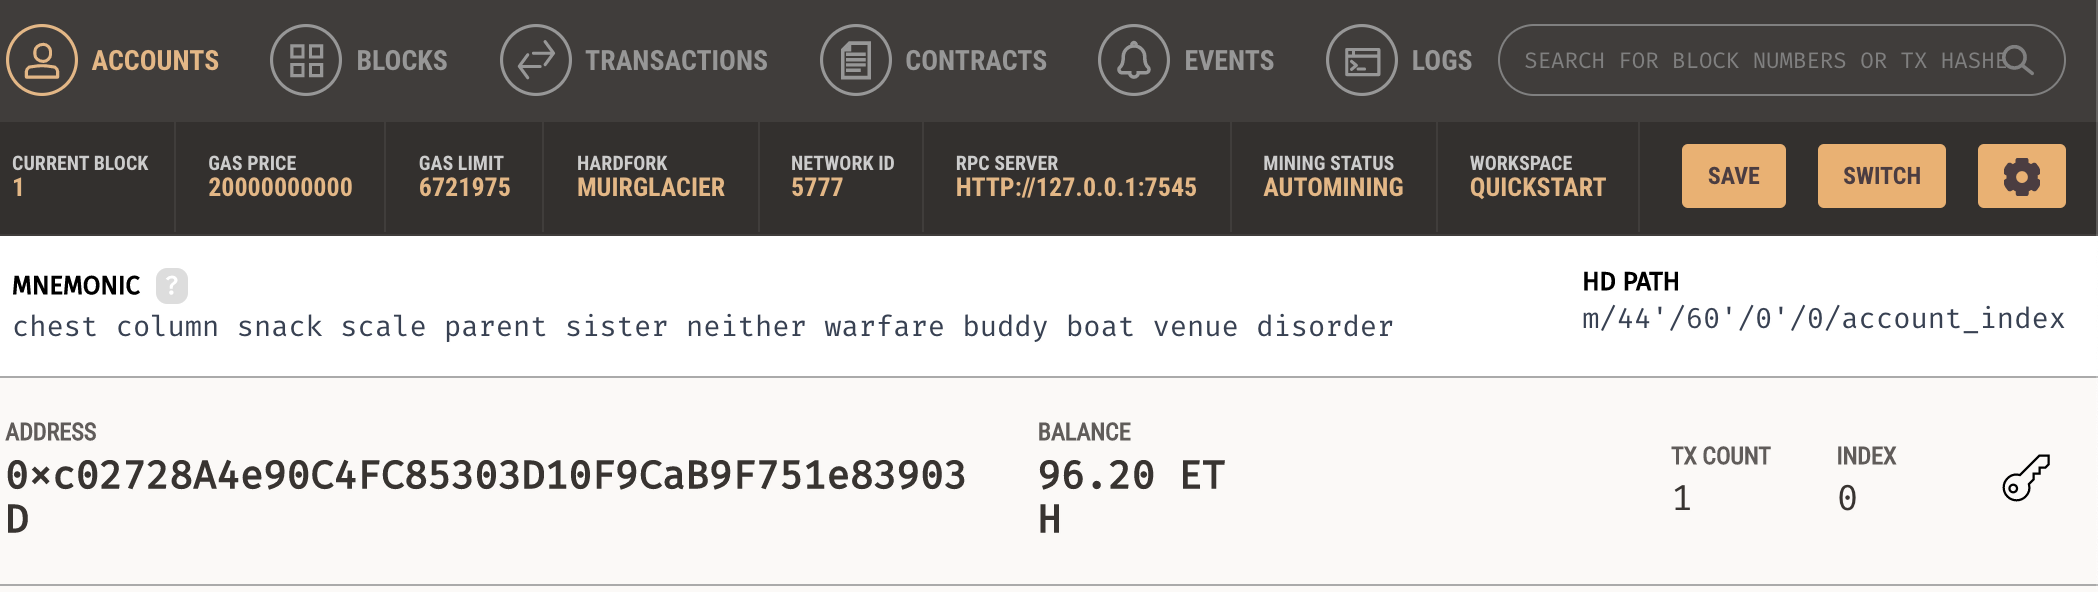 ACCOUNTS BLOCKS TRANSACTIONS CONTRACTS EVENTS LOGS SEARCH FOR BLOCK NUMBERS OR TX HASHE
CURRENT BLOCK GAS PRICE GAS LIMIT HARDFORK NETWORK ID RPC SERVER MINING STATUS WORKSPACE
1 20000000000 6721975 MUIRGLACIER 5777 HTTP://127.0.0.1:7545 AUTOMINING QUICKSTART SAVE SWITCH
MNEMONIC ? HD PATH
chest column snack scale parent sister neither warfare buddy boat venue disorder m/44'/60'/0'/0/account_index
ADDRESS BALANCE TX COUNT INDEX
0xc02728A4e90C4FC85303D10F9CaB9F751e83903 96.20 ET 1 0
D H